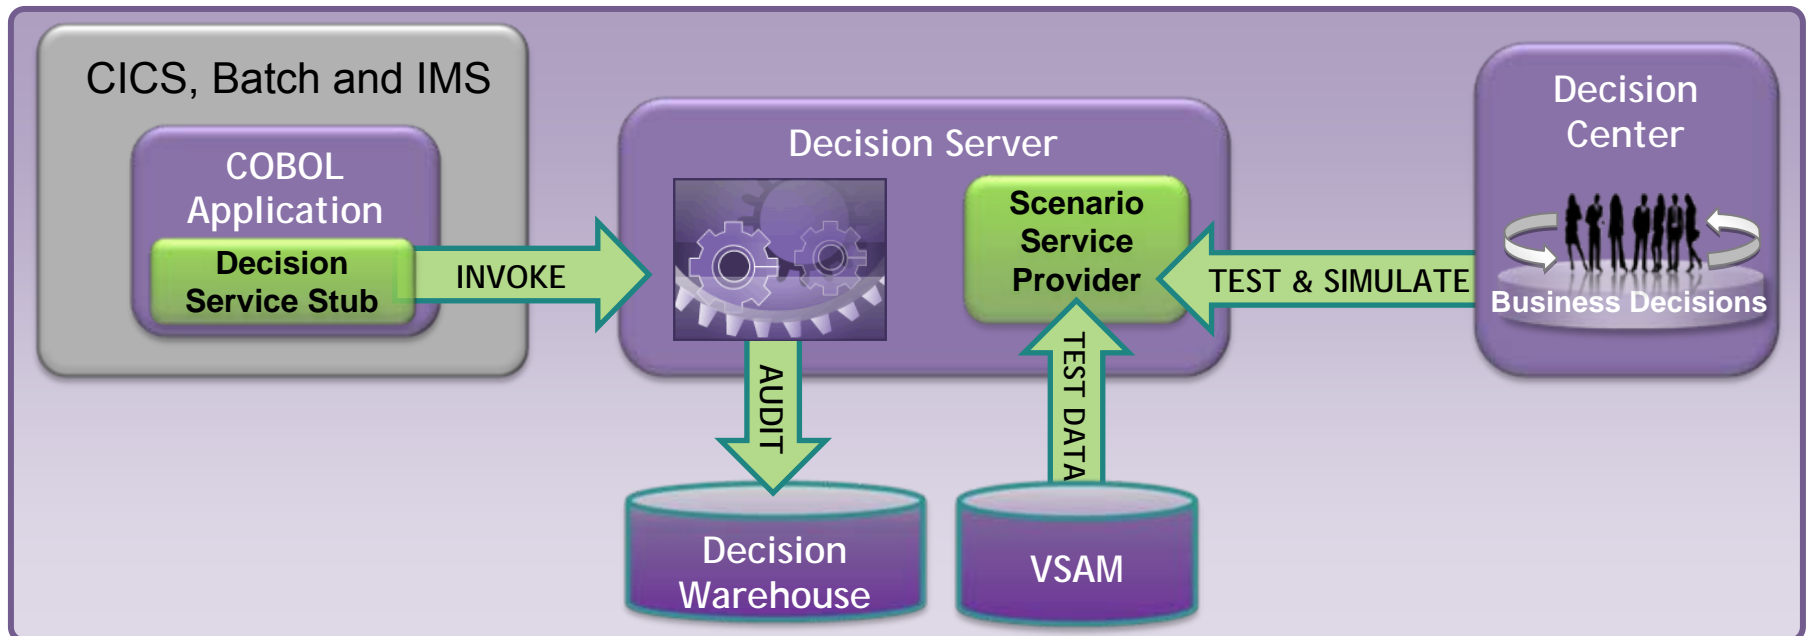 CICS, Batch and IMS
COBOL
Application
Decision
Service Stub
INVOKE
Decision Server
Scenario
Service
Provider
TEST & SIMULATE
Decision
Center
Business Decisions
AUDIT
TEST DATA
Decision
Warehouse
VSAM